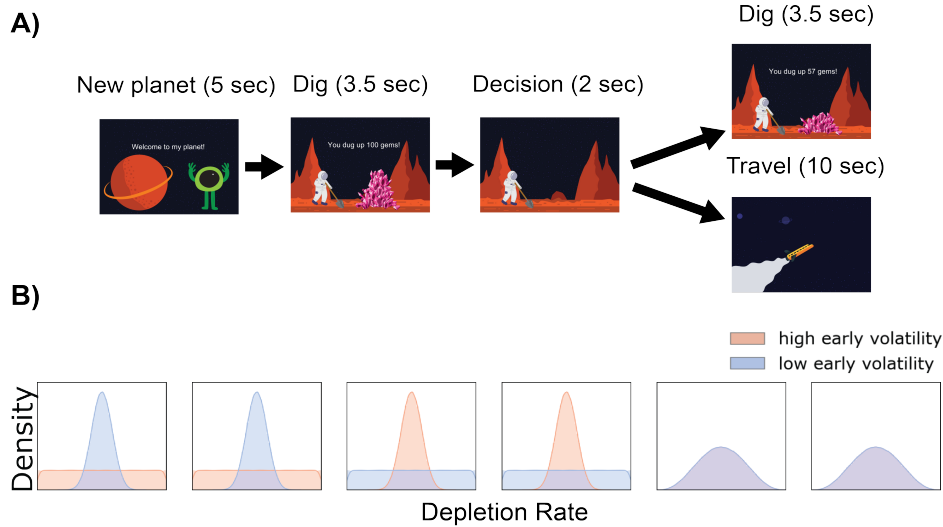 A)
New planet (5 sec)
Dig (3.5 sec)
Decision (2 sec)
Dig (3.5 sec)
Welcome to my planet!
You dug up 100 gems!
You dug up 57 gems!
Travel (10 sec)
B)
high early volatility
low early volatility
Density
Depletion Rate